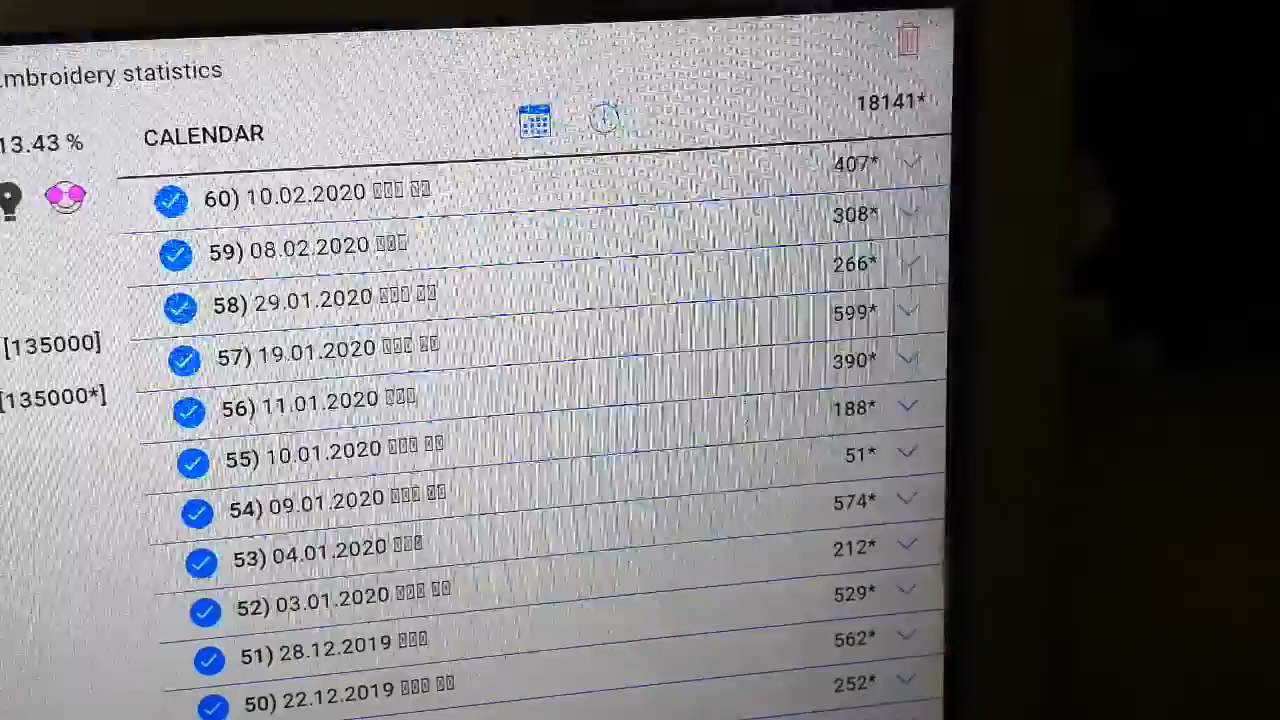 Embroidery statistics
13.43 %
CALENDAR
18141*
60) 10.02.2020 407*
59) 08.02.2020 308*
58) 29.01.2020 266*
57) 19.01.2020 599*
56) 11.01.2020 390*
55) 10.01.2020 188*
54) 09.01.2020 51*
53) 04.01.2020 574*
52) 03.01.2020 212*
51) 28.12.2019 529*
50) 22.12.2019 562*
252*
[135000]
[135000*]